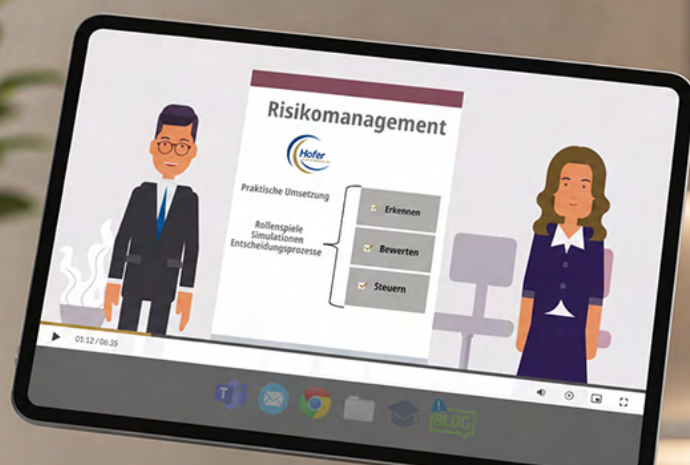 Risikomanagement
Hofer
Praktische Umsetzung
Rollenspiele
Simulationen
Entscheidungsprozesse
Erkennen
Bewerten
Steuern
01:12 / 06:35
T
BLOG